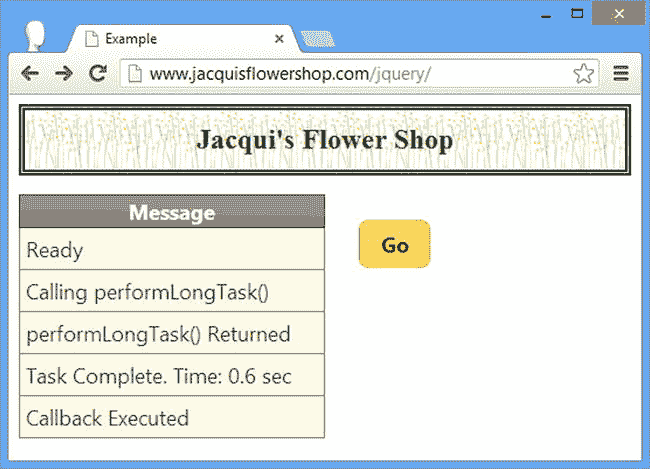 Example
www.jacquisflowershop.com/jquery/
Jacqui's Flower Shop
Message
Go
Ready
Calling performLongTask()
performLongTask() Returned
Task Complete. Time: 0.6 sec
Callback Executed